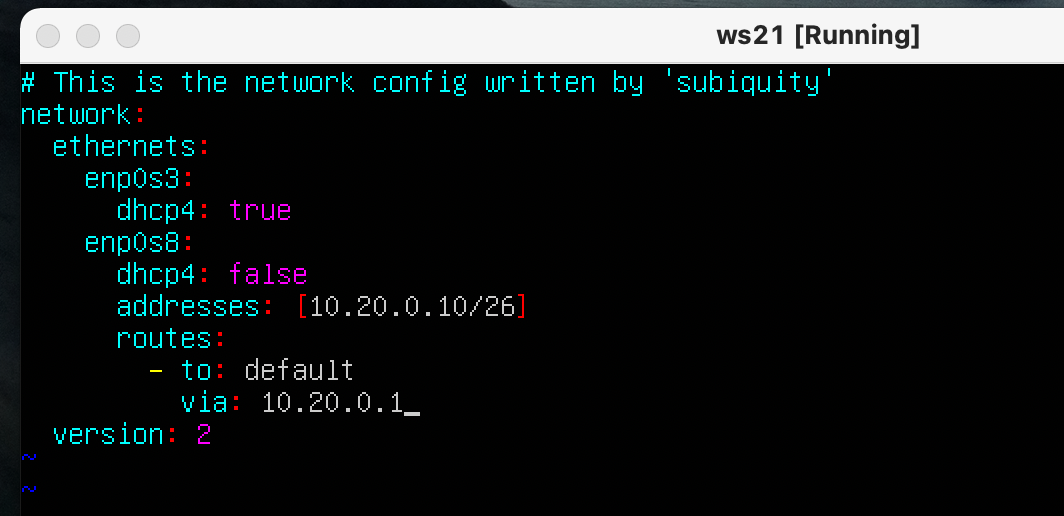 ws21 [Running]
# This is the network config written by 'subiquity'
network:
  ethernets:
    enp0s3:
      dhcp4: true
    enp0s8:
      dhcp4: false
      addresses: [10.20.0.10/26]
      routes:
        - to: default
          via: 10.20.0.1_
  version: 2
~
~